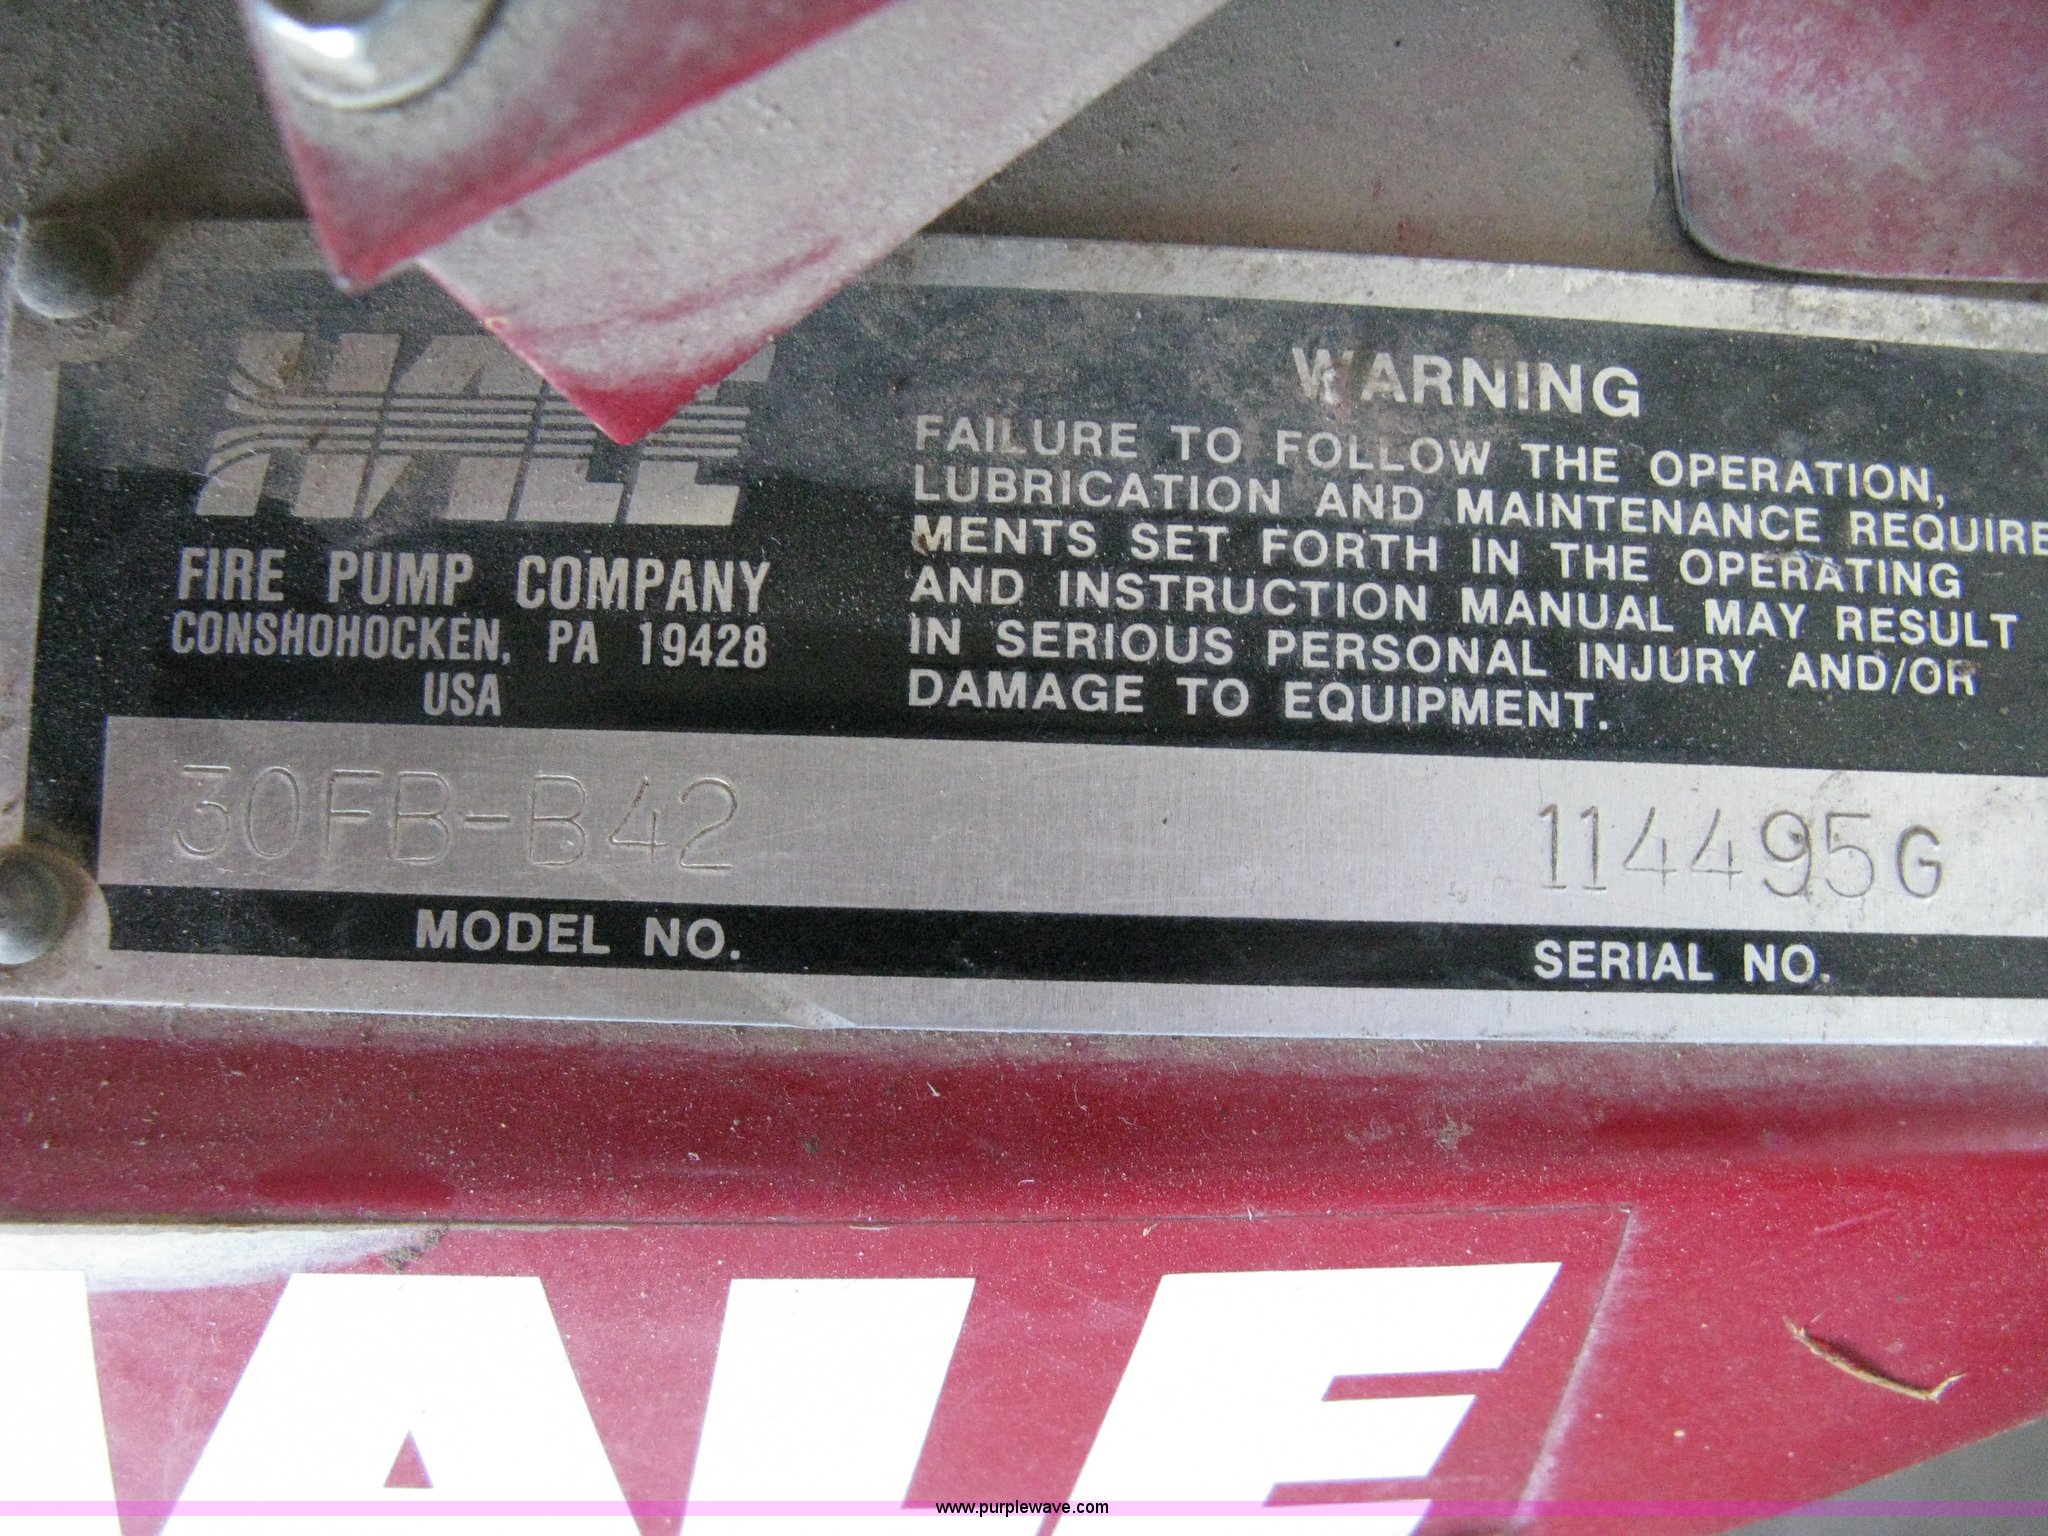 HALE
FIRE PUMP COMPANY
CONSHOHOCKEN, PA 19428
USA
WARNING
FAILURE TO FOLLOW THE OPERATION,
LUBRICATION AND MAINTENANCE REQUIRE
MENTS SET FORTH IN THE OPERATING
AND INSTRUCTION MANUAL MAY RESULT
IN SERIOUS PERSONAL INJURY AND/OR
DAMAGE TO EQUIPMENT.
30FB-B42
114495G
MODEL NO.
SERIAL NO.
ALE
www.purplewave.com